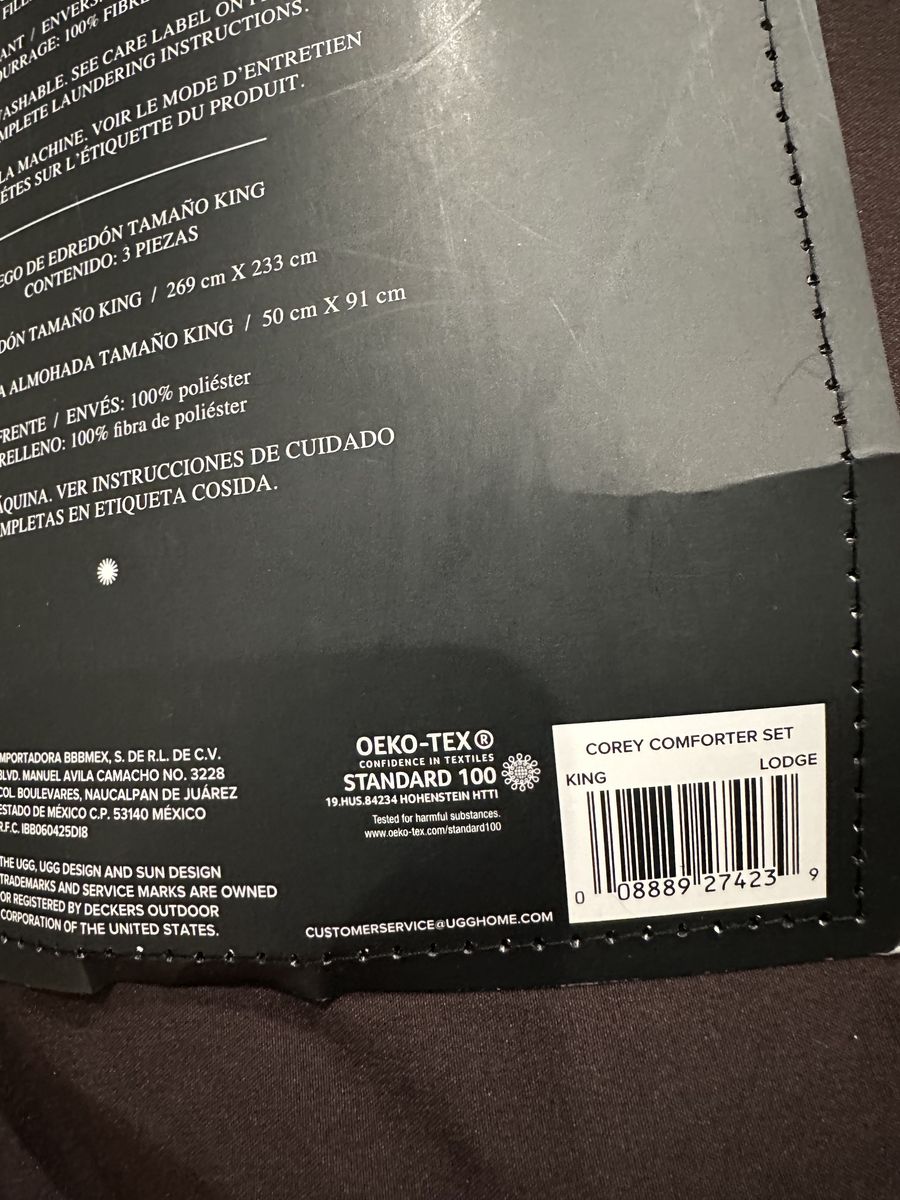 ANT / ENVERS
OURRAGE: 100% FIBRE
WASHABLE. SEE CARE LABEL ON
MPLETE LAUNDERING INSTRUCTIONS.
LA MACHINE. VOIR LE MODE D'ENTRETIEN
ÉTES SUR L'ÉTIQUETTE DU PRODUIT.
EGO DE EDREDÓN TAMAÑO KING
CONTENIDO: 3 PIEZAS
DÓN TAMAÑO KING / 269 cm X 233 cm
A ALMOHADA TAMAÑO KING / 50 cm X 91 cm
FRENTE / ENVÉS: 100% poliéster
RELLENO: 100% fibra de poliéster
ÁQUINA. VER INSTRUCCIONES DE CUIDADO
MPLETAS EN ETIQUETA COSIDA.
MPORTADORA BBBMEX, S. DE R.L. DE C.V.
BLVD. MANUEL AVILA CAMACHO NO. 3228
COL BOULEVARES, NAUCALPAN DE JUÁREZ
ESTADO DE MÉXICO C.P. 53140 MÉXICO
R.F.C. IBB060425DI8
THE UGG, UGG DESIGN AND SUN DESIGN
TRADEMARKS AND SERVICE MARKS ARE OWNED
OR REGISTERED BY DECKERS OUTDOOR
CORPORATION OF THE UNITED STATES.
OEKO-TEX®
CONFIDENCE IN TEXTILES
STANDARD 100
19.HUS.84234 HOHENSTEIN HTTI
Tested for harmful substances.
www.oeko-tex.com/standard100
CUSTOMERSERVICE@UGGHOME.COM
COREY COMFORTER SET
KING LODGE
0 08889 27423 9